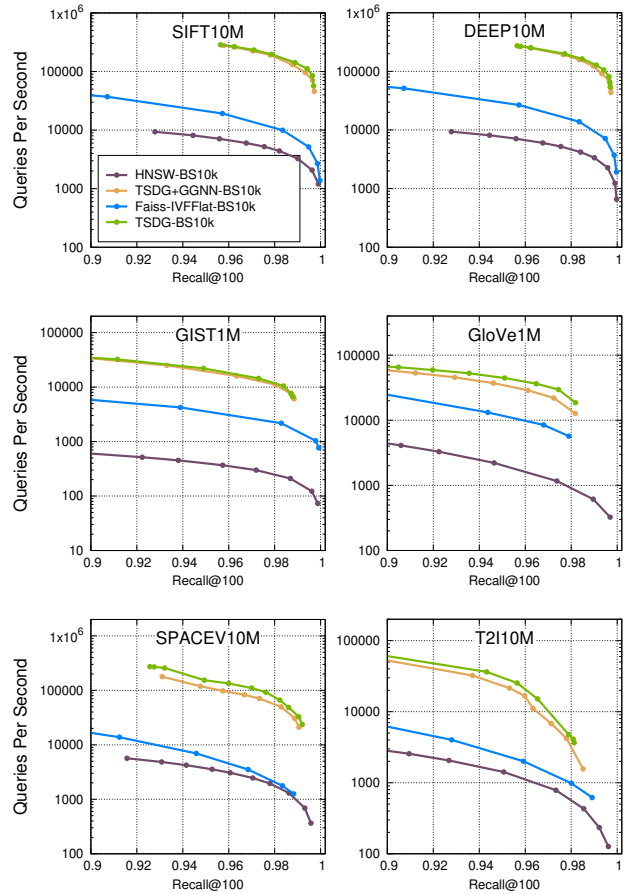 SIFT10M
Queries Per Second
1x10^6
100000
10000
1000
100
HNSW-BS10k
TSDG+GGNN-BS10k
Faiss-IVFFlat-BS10k
TSDG-BS10k
0.9 0.92 0.94 0.96 0.98 1
Recall@100
DEEP10M
1x10^6
100000
10000
1000
100
0.9 0.92 0.94 0.96 0.98 1
Recall@100
GIST1M
Queries Per Second
100000
10000
1000
100
10
0.9 0.92 0.94 0.96 0.98 1
Recall@100
GloVe1M
100000
10000
1000
100
0.9 0.92 0.94 0.96 0.98 1
Recall@100
SPACEV10M
Queries Per Second
1x10^6
100000
10000
1000
100
0.9 0.92 0.94 0.96 0.98 1
Recall@100
T2I10M
100000
10000
1000
100
0.9 0.92 0.94 0.96 0.98 1
Recall@100